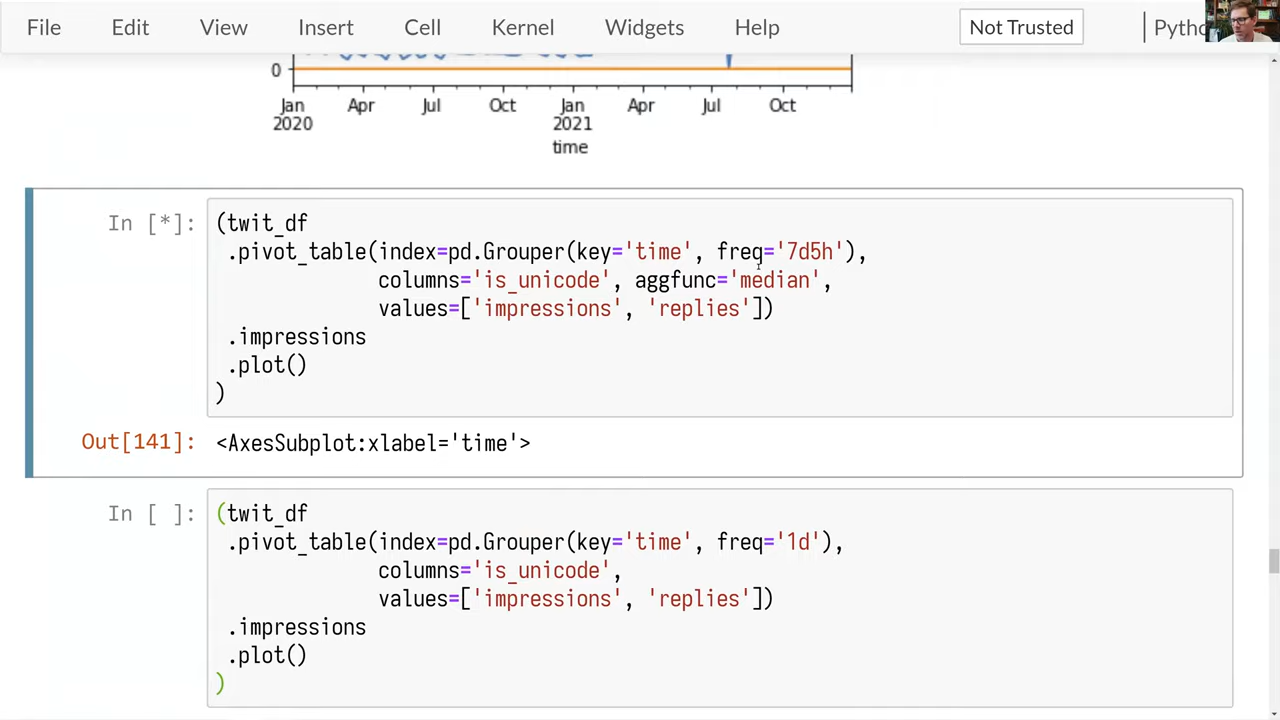 File Edit View Insert Cell Kernel Widgets Help Not Trusted
0
Jan Apr Jul Oct Jan Apr Jul Oct
2020 2021
time
In [*]: (twit_df
.pivot_table(index=pd.Grouper(key='time', freq='7d5h'),
columns='is_unicode', aggfunc='median',
values=['impressions', 'replies'])
.impressions
.plot()
)
Out[141]: <AxesSubplot:xlabel='time'>
In [ ]: (twit_df
.pivot_table(index=pd.Grouper(key='time', freq='1d'),
columns='is_unicode',
values=['impressions', 'replies'])
.impressions
.plot()
)